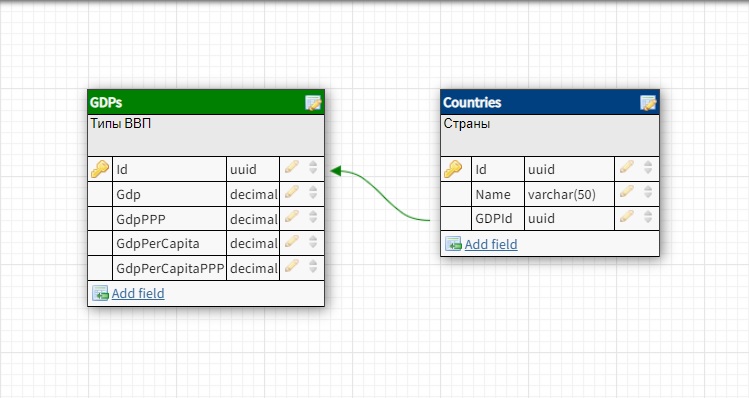 GDPs
Типы ВВП
Id uuid
Gdp decimal
GdpPPP decimal
GdpPerCapita decimal
GdpPerCapitaPPP decimal
Add field
Countries
Страны
Id uuid
Name varchar(50)
GDPId uuid
Add field